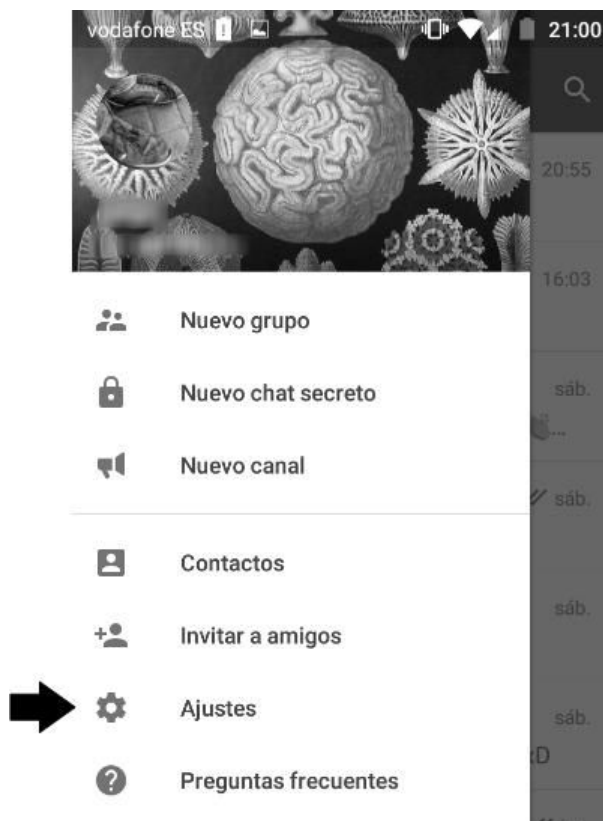 vodafone ES
21:00
20:55
16:03
Nuevo grupo
Nuevo chat secreto
sáb.
...
Nuevo canal
sáb.
Contactos
sáb.
Invitar a amigos
Ajustes
sáb.
xD
Preguntas frecuentes